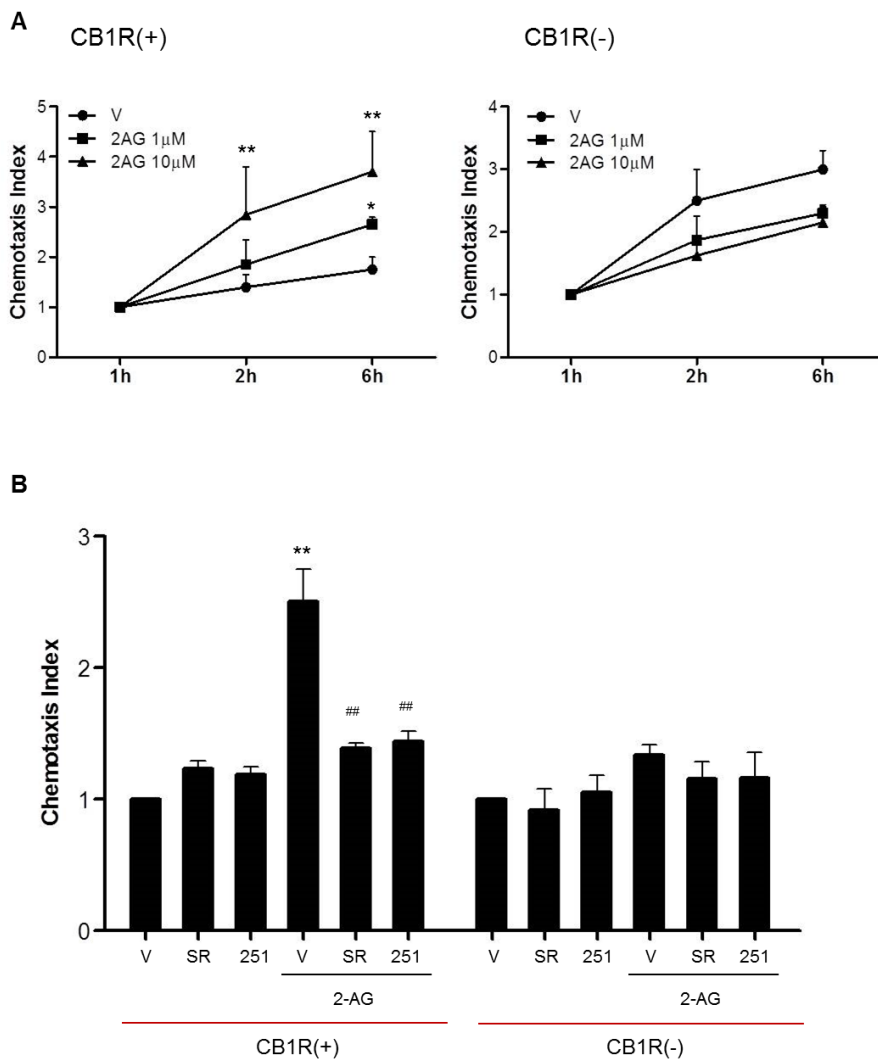 A
CB1R(+)
CB1R(-)
Chemotaxis Index
5
4
3
2
1
0
V
2AG 1μM
2AG 10μM
**
**
*
1h
2h
6h
Chemotaxis Index
4
3
2
1
0
V
2AG 1μM
2AG 10μM
1h
2h
6h
B
Chemotaxis Index
3
2
1
0
**
##
##
V SR 251 V SR 251 V SR 251 V SR 251
2-AG 2-AG
CB1R(+) CB1R(-)